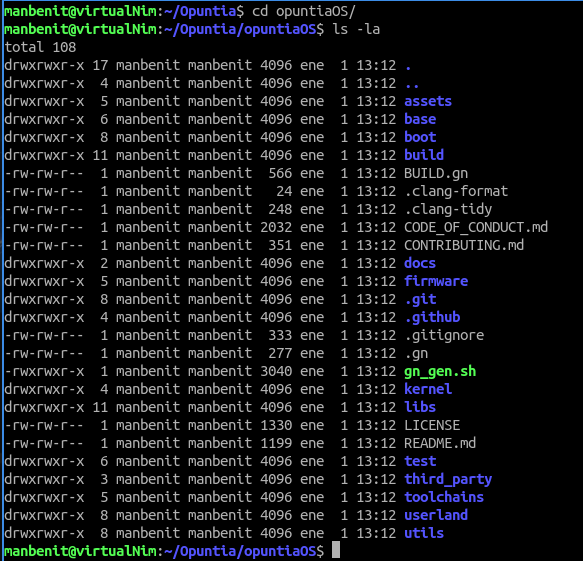 manbenit@virtualNim:~/Opuntia$ cd opuntiaOS/
manbenit@virtualNim:~/Opuntia/opuntiaOS$ ls -la
total 108
drwxrwxr-x 17 manbenit manbenit 4096 ene  1 13:12 .
drwxrwxr-x  4 manbenit manbenit 4096 ene  1 13:12 ..
drwxrwxr-x  5 manbenit manbenit 4096 ene  1 13:12 assets
drwxrwxr-x  6 manbenit manbenit 4096 ene  1 13:12 base
drwxrwxr-x  8 manbenit manbenit 4096 ene  1 13:12 boot
drwxrwxr-x 11 manbenit manbenit 4096 ene  1 13:12 build
-rw-rw-r--  1 manbenit manbenit  566 ene  1 13:12 BUILD.gn
-rw-rw-r--  1 manbenit manbenit   24 ene  1 13:12 .clang-format
-rw-rw-r--  1 manbenit manbenit  248 ene  1 13:12 .clang-tidy
-rw-rw-r--  1 manbenit manbenit 2032 ene  1 13:12 CODE_OF_CONDUCT.md
-rw-rw-r--  1 manbenit manbenit  351 ene  1 13:12 CONTRIBUTING.md
drwxrwxr-x  2 manbenit manbenit 4096 ene  1 13:12 docs
drwxrwxr-x  5 manbenit manbenit 4096 ene  1 13:12 firmware
drwxrwxr-x  8 manbenit manbenit 4096 ene  1 13:12 .git
drwxrwxr-x  4 manbenit manbenit 4096 ene  1 13:12 .github
-rw-rw-r--  1 manbenit manbenit  333 ene  1 13:12 .gitignore
-rw-rw-r--  1 manbenit manbenit  277 ene  1 13:12 .gn
-rwxrwxr-x  1 manbenit manbenit 3040 ene  1 13:12 gn_gen.sh
drwxrwxr-x  4 manbenit manbenit 4096 ene  1 13:12 kernel
drwxrwxr-x 11 manbenit manbenit 4096 ene  1 13:12 libs
-rw-rw-r--  1 manbenit manbenit 1330 ene  1 13:12 LICENSE
-rw-rw-r--  1 manbenit manbenit 1199 ene  1 13:12 README.md
drwxrwxr-x  6 manbenit manbenit 4096 ene  1 13:12 test
drwxrwxr-x  3 manbenit manbenit 4096 ene  1 13:12 third_party
drwxrwxr-x  5 manbenit manbenit 4096 ene  1 13:12 toolchains
drwxrwxr-x  8 manbenit manbenit 4096 ene  1 13:12 userland
drwxrwxr-x  8 manbenit manbenit 4096 ene  1 13:12 utils
manbenit@virtualNim:~/Opuntia/opuntiaOS$